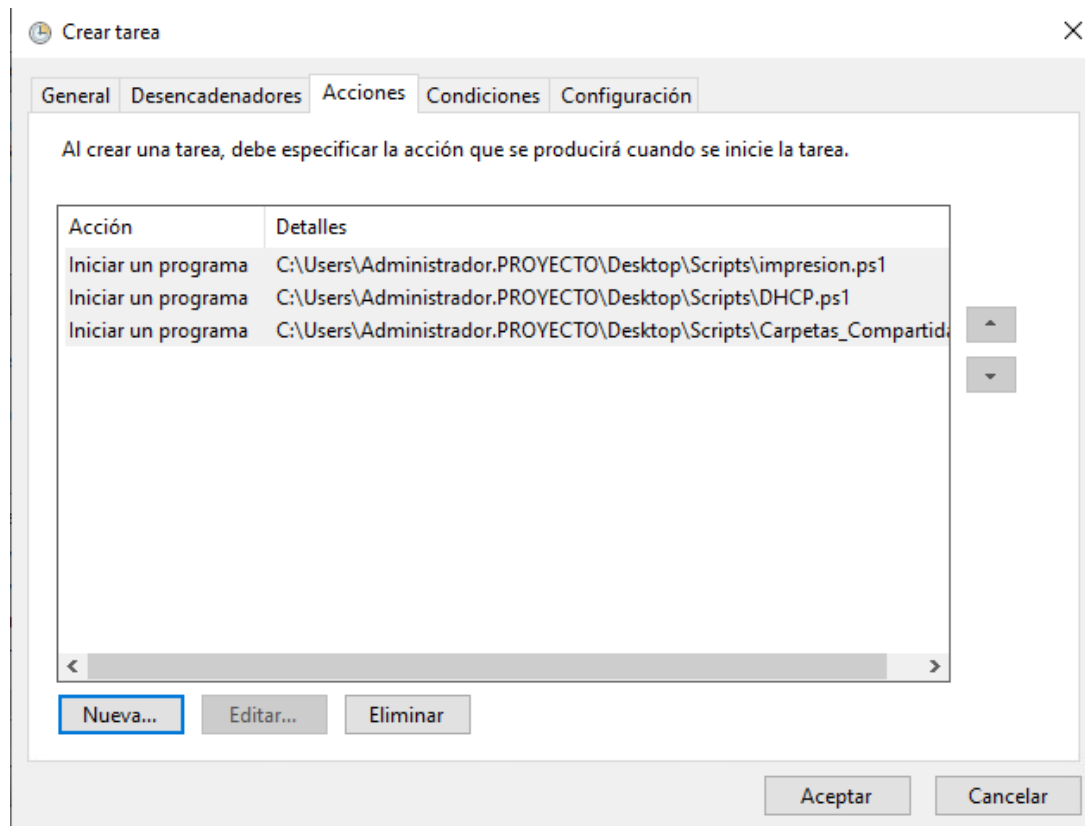 Crear tarea
General Desencadenadores Acciones Condiciones Configuración
Al crear una tarea, debe especificar la acción que se producirá cuando se inicie la tarea.
Acción Detalles
Iniciar un programa C:\Users\Administrador.PROYECTO\Desktop\Scripts\impresion.ps1
Iniciar un programa C:\Users\Administrador.PROYECTO\Desktop\Scripts\DHCP.ps1
Iniciar un programa C:\Users\Administrador.PROYECTO\Desktop\Scripts\Carpetas_Compartida
Nueva... Editar... Eliminar
Aceptar Cancelar